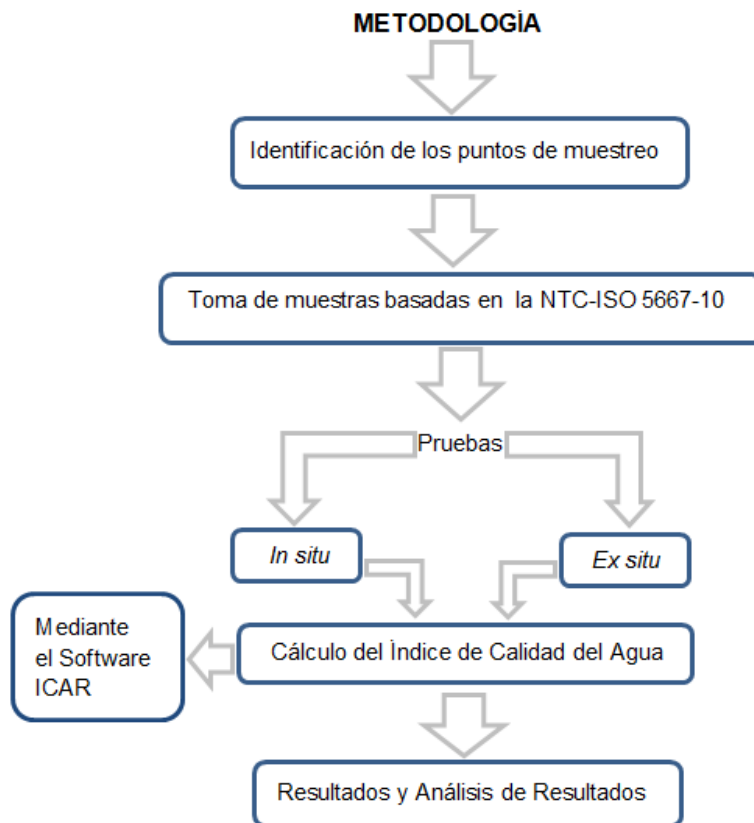 METODOLOGÍA
Identificación de los puntos de muestreo
Toma de muestras basadas en la NTC-ISO 5667-10
Pruebas
In situ
Ex situ
Mediante
el Software
ICAR
Cálculo del Índice de Calidad del Agua
Resultados y Análisis de Resultados